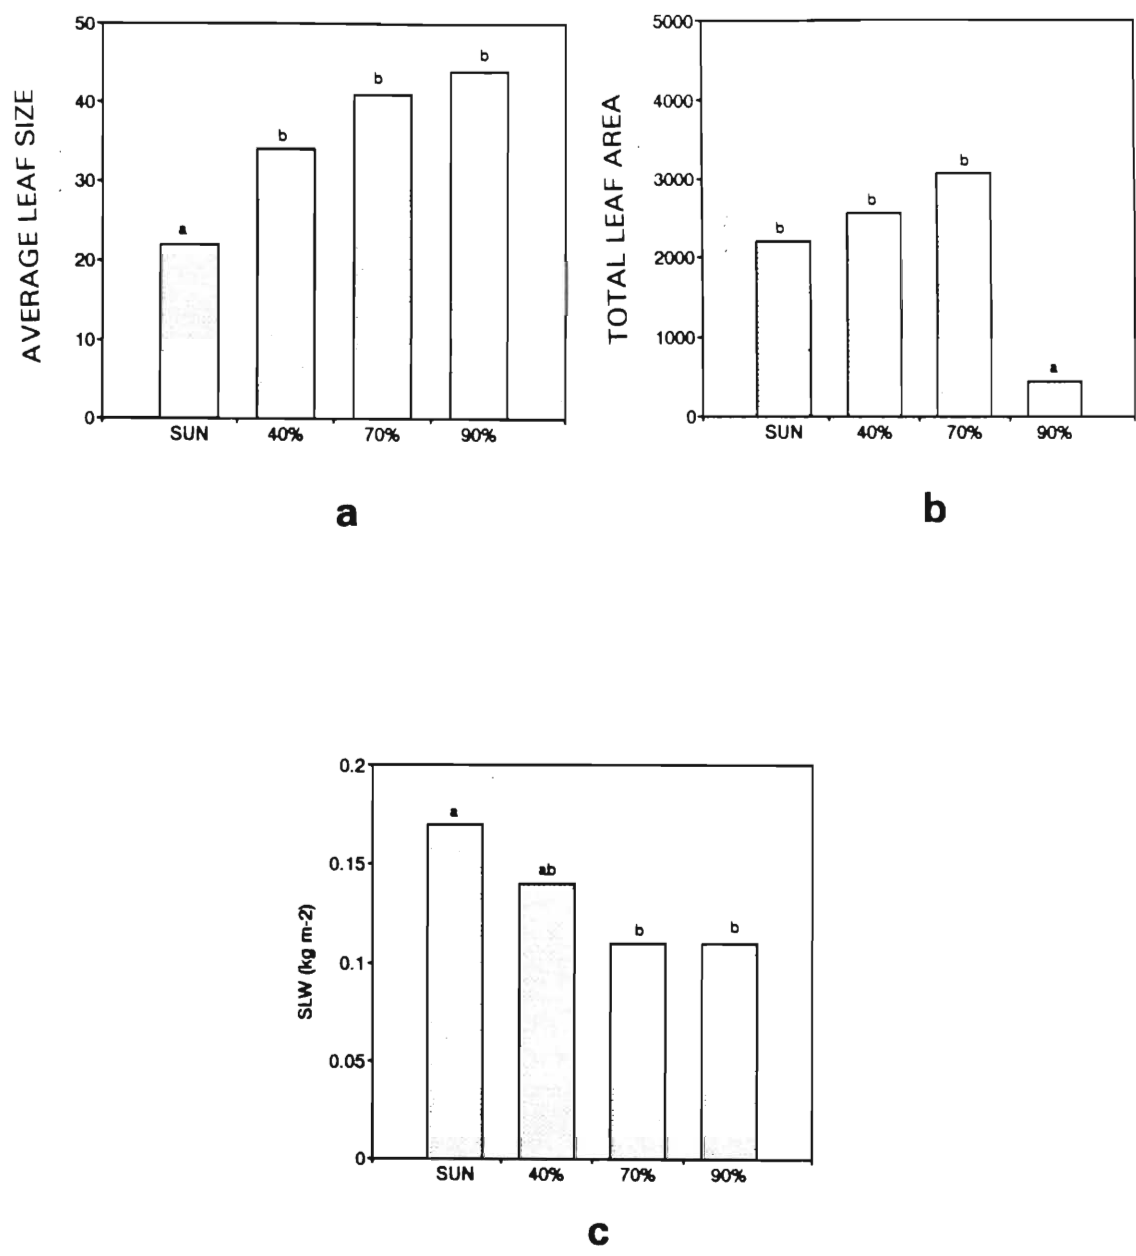 AVERAGE LEAF SIZE
50
40
30
20
10
0
a
b
b
b
SUN 40% 70% 90%
a
TOTAL LEAF AREA
5000
4000
3000
2000
1000
0
b
b
b
a
SUN 40% 70% 90%
b
SLW (kg m-2)
0.2
0.15
0.1
0.05
0
a
ab
b
b
SUN 40% 70% 90%
c